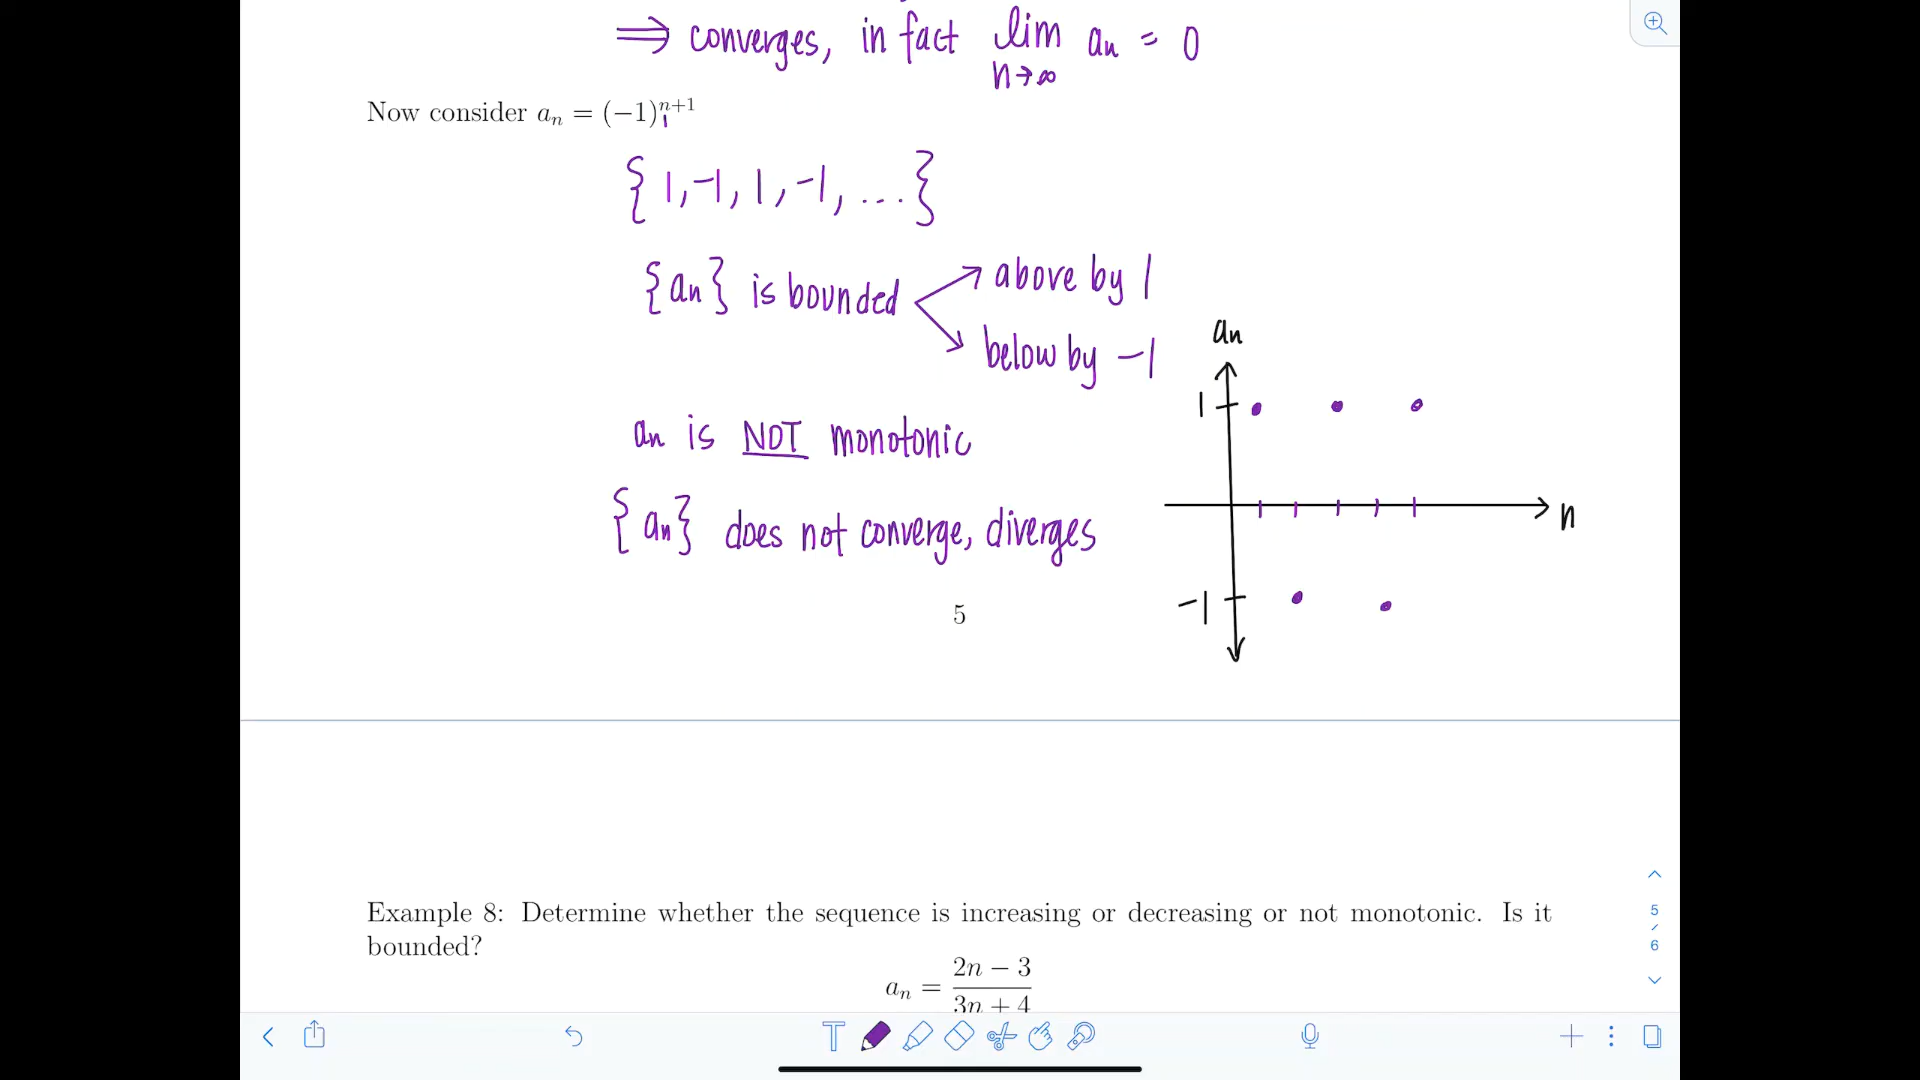 ⟹ converges, in fact lim an = 0
n→∞
Now consider aₙ = (−1)ⁿ⁺¹
1
{1, -1, 1, -1, ...}
{an} is bounded → above by 1
→ below by -1
an is NOT monotonic
{an} does not converge, diverges
an
1
n
-1
5
Example 8: Determine whether the sequence is increasing or decreasing or not monotonic. Is it
bounded?
aₙ = (2n − 3)/(3n + 4)
5
/
6
T